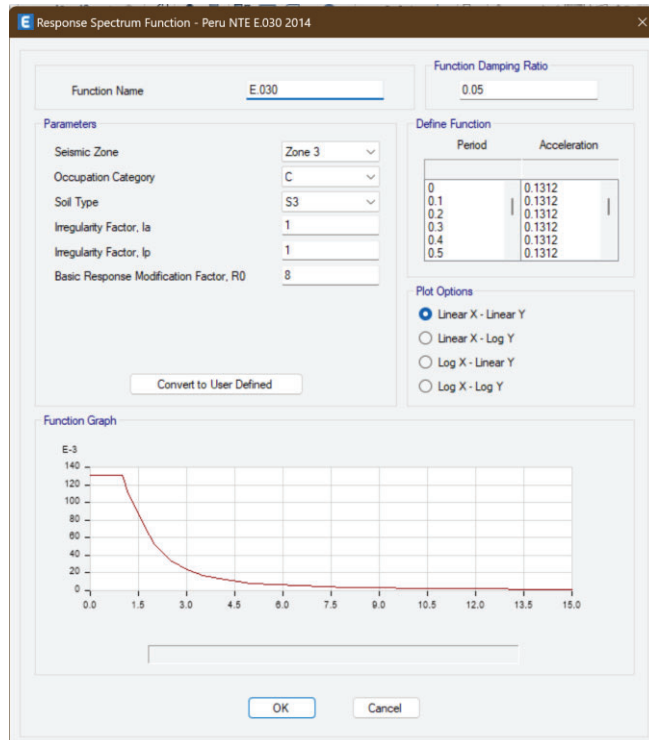 E Response Spectrum Function - Peru NTE E.030 2014
Function Name E.030
Function Damping Ratio
0.05
Parameters
Seismic Zone Zone 3
Occupation Category C
Soil Type S3
Irregularity Factor, Ia 1
Irregularity Factor, Ip 1
Basic Response Modification Factor, R0 8
Convert to User Defined
Define Function
Period Acceleration
0 0.1312
0.1 0.1312
0.2 0.1312
0.3 0.1312
0.4 0.1312
0.5 0.1312
Plot Options
Linear X - Linear Y
Linear X - Log Y
Log X - Linear Y
Log X - Log Y
Function Graph
E-3
140
120
100
80
60
40
20
0
0.0 1.5 3.0 4.5 6.0 7.5 9.0 10.5 12.0 13.5 15.0
OK Cancel